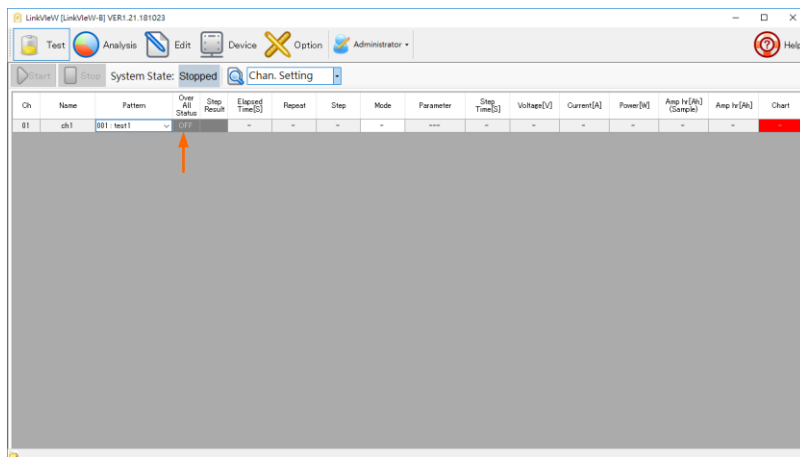 LinkVIeW [LinkVIeW-B] VER1.21.181023
Test Analysis Edit Device Option Administrator Help
Start Stop System State: Stopped Chan. Setting
Ch Name Pattern Over All Status Step Result Elapsed Time[S] Repeat Step Mode Parameter Step Time[S] Voltage[V] Current[A] Power[W] Amp hr[Ah] (Sample) Amp hr[Ah] Chart
01 ch1 001 : test1 OFF - - - - --- - - - - - - -